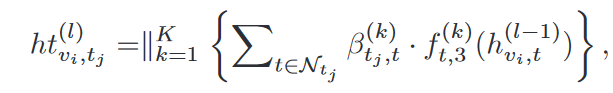 $ht_{v_i,t_j}^{(l)} = \|_{k=1}^{K} \left\{ \sum_{t \in \mathcal{N}_{t_j}} \beta_{t_j,t}^{(k)} \cdot f_{t,3}^{(k)}(h_{v_i,t}^{(l-1)}) \right\},$